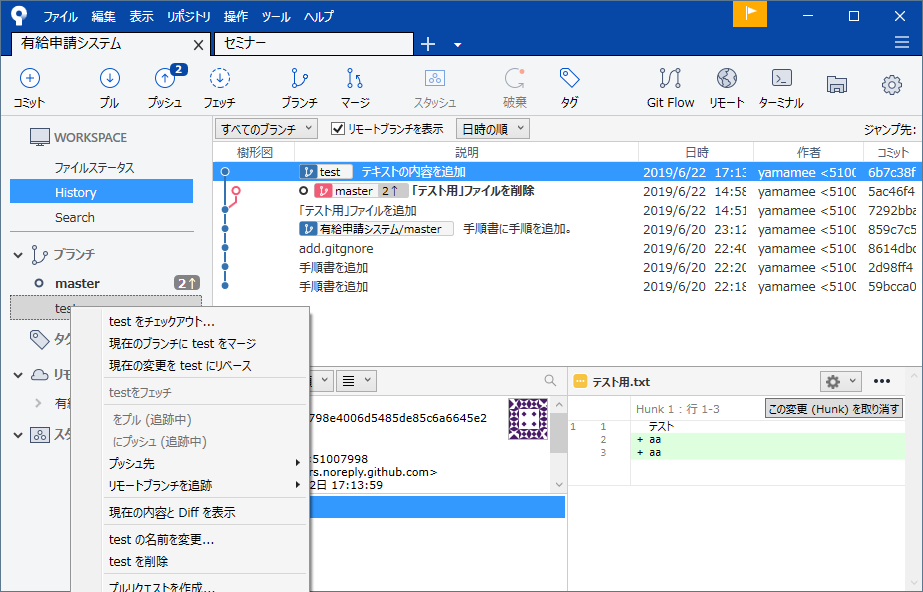 ファイル 編集 表示 リポジトリ 操作 ツール ヘルプ
有給申請システム
セミナー
2
コミット プル プッシュ フェッチ ブランチ マージ スタッシュ 破棄 タグ Git Flow リモート ターミナル
WORKSPACE
ファイルステータス
History
Search
ブランチ
master 2↑
すべてのブランチ リモートブランチを表示 日時の順 ジャンプ先:
樹形図 説明 日時 作者 コミット
test テキストの内容を追加 2019/6/22 17:13 yamamee <5100 6b7c38f
master 2↑ 「テスト用」ファイルを削除 2019/6/22 14:58 yamamee <5100 5ac46f4
「テスト用」ファイルを追加 2019/6/22 14:51 yamamee <5100 7292bba
有給申請システム/master 手順書に手順を追加。 2019/6/20 23:12 yamamee <5100 859c7c5
add.gitgnore 2019/6/20 22:40 yamamee <5100 8614dbc
手順書を追加 2019/6/20 22:20 yamamee <5100 2d98ff4
手順書を追加 2019/6/20 22:18 yamamee <5100 59bcca0
test をチェックアウト...
現在のブランチに test をマージ
現在の変更を test にリベース
testをフェッチ
をプル (追跡中)
にプッシュ (追跡中)
プッシュ先
リモートブランチを追跡
現在の内容と Diff を表示
test の名前を変更...
test を削除
プルリクエストを作成...
798e4006d5485de85c6a6645e2
51007998
rs.noreply.github.com>
2日 17:13:59
テスト用.txt
Hunk 1 : 行 1-3 この変更 (Hunk) を取り消す
1 1 テスト
2 + aa
3 + aa